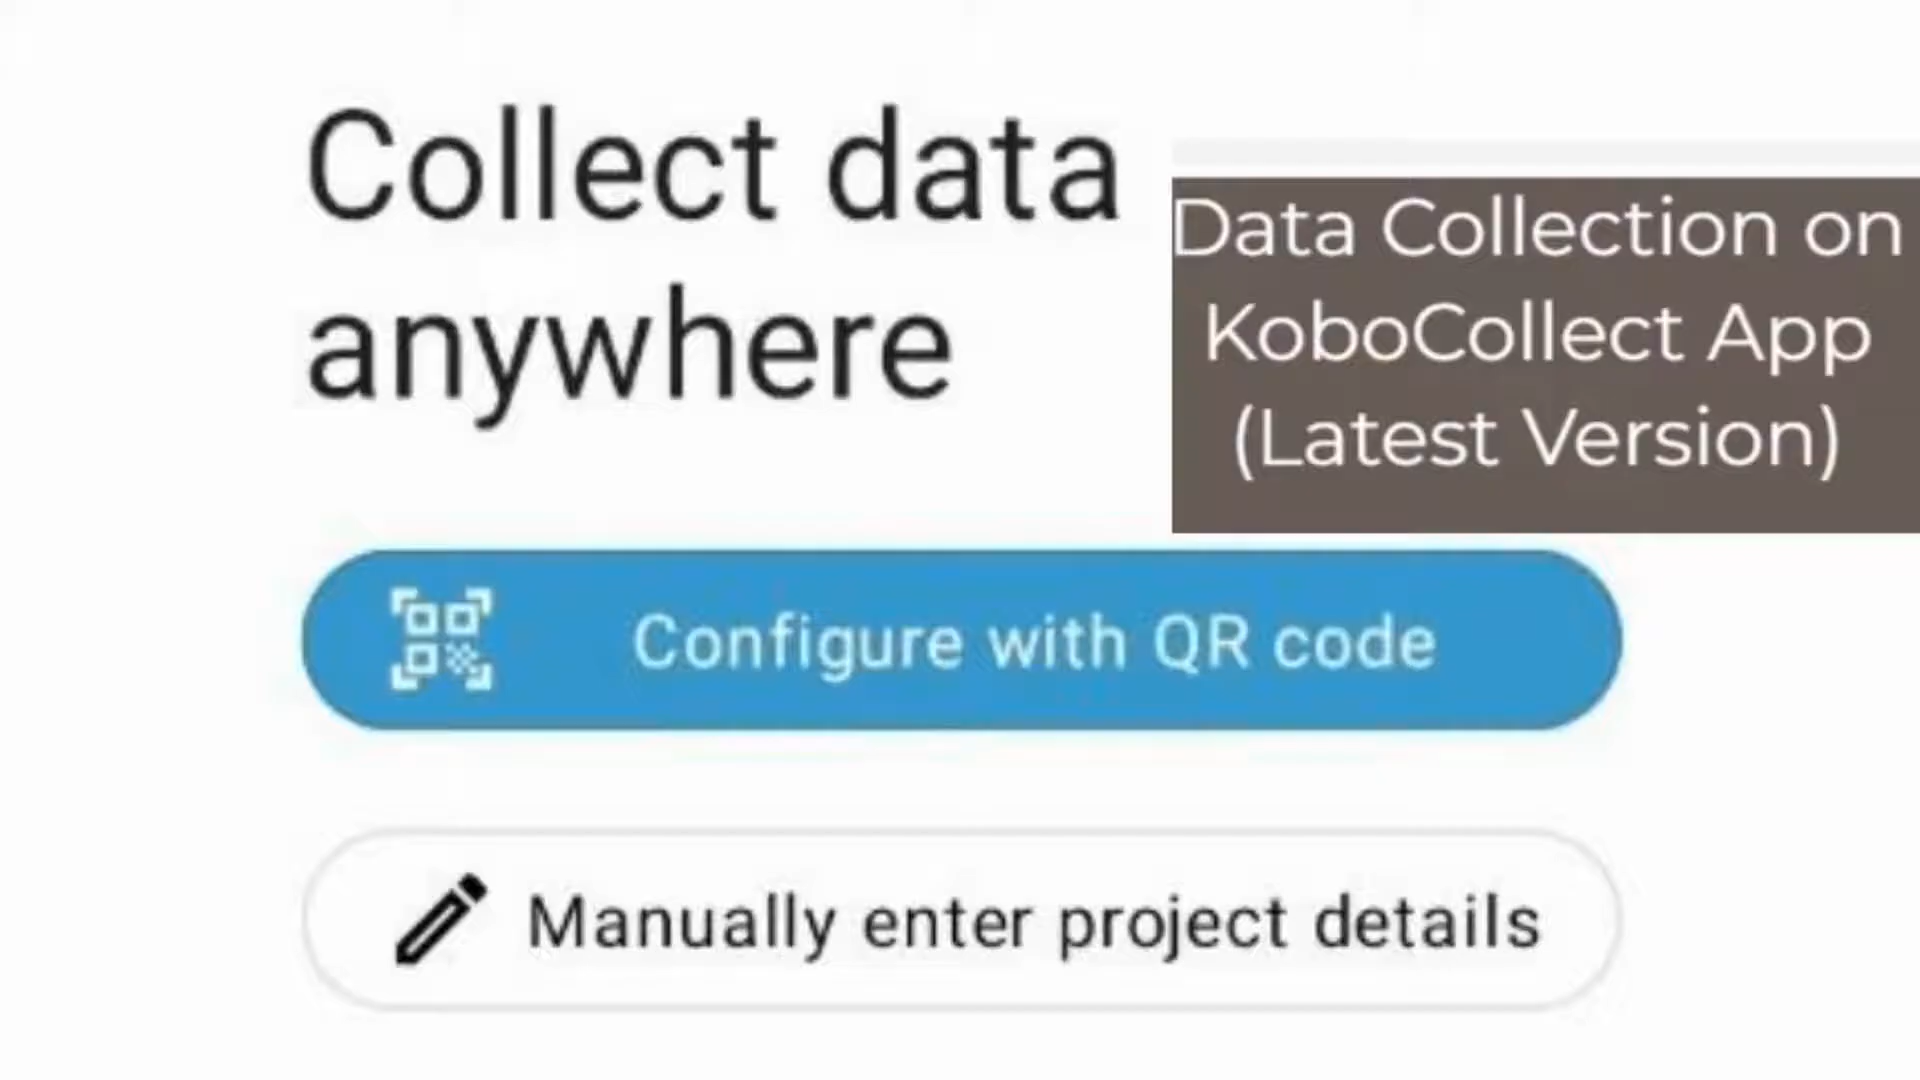 Collect data
anywhere
Data Collection on
KoboCollect App
(Latest Version)
Configure with QR code
Manually enter project details